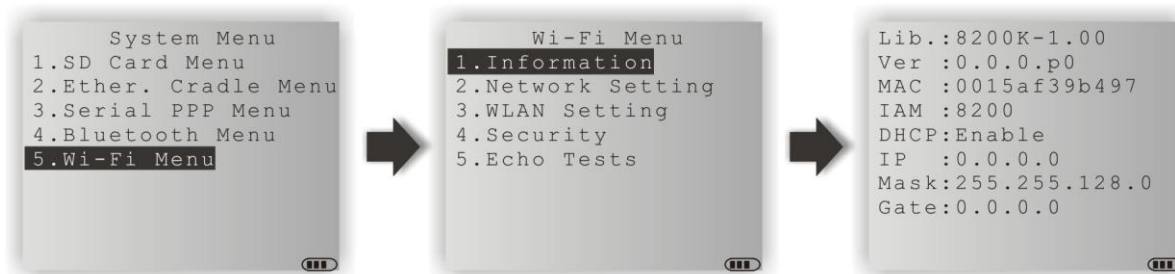 System Menu
1.SD Card Menu
2.Ether. Cradle Menu
3.Serial PPP Menu
4.Bluetooth Menu
5.Wi-Fi Menu
Wi-Fi Menu
1.Information
2.Network Setting
3.WLAN Setting
4.Security
5.Echo Tests
Lib.:8200K-1.00
Ver :0.0.0.p0
MAC :0015af39b497
IAM :8200
DHCP:Enable
IP :0.0.0.0
Mask:255.255.128.0
Gate:0.0.0.0